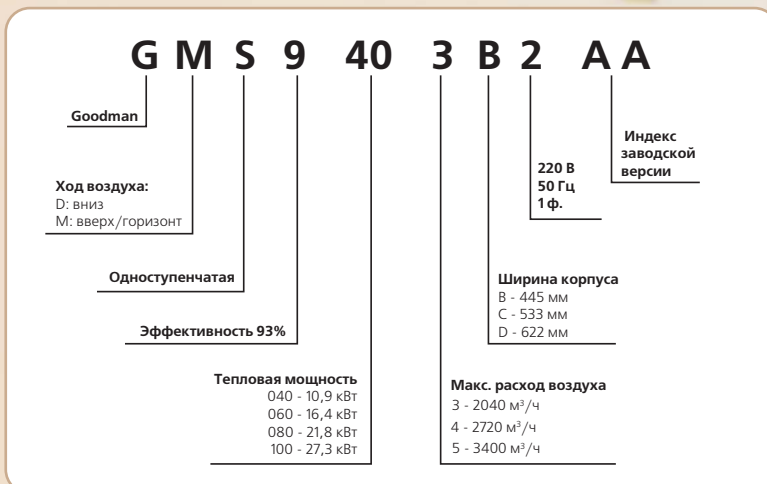 G M S 9 40 3 B 2 A A
Goodman
Ход воздуха:
D: вниз
M: вверх/горизонт
Одноступенчатая
Эффективность 93%
Тепловая мощность
040 - 10,9 кВт
060 - 16,4 кВт
080 - 21,8 кВт
100 - 27,3 кВт
Макс. расход воздуха
3 - 2040 м³/ч
4 - 2720 м³/ч
5 - 3400 м³/ч
Ширина корпуса
B - 445 мм
C - 533 мм
D - 622 мм
220 В
50 Гц
1ф.
Индекс
заводской
версии